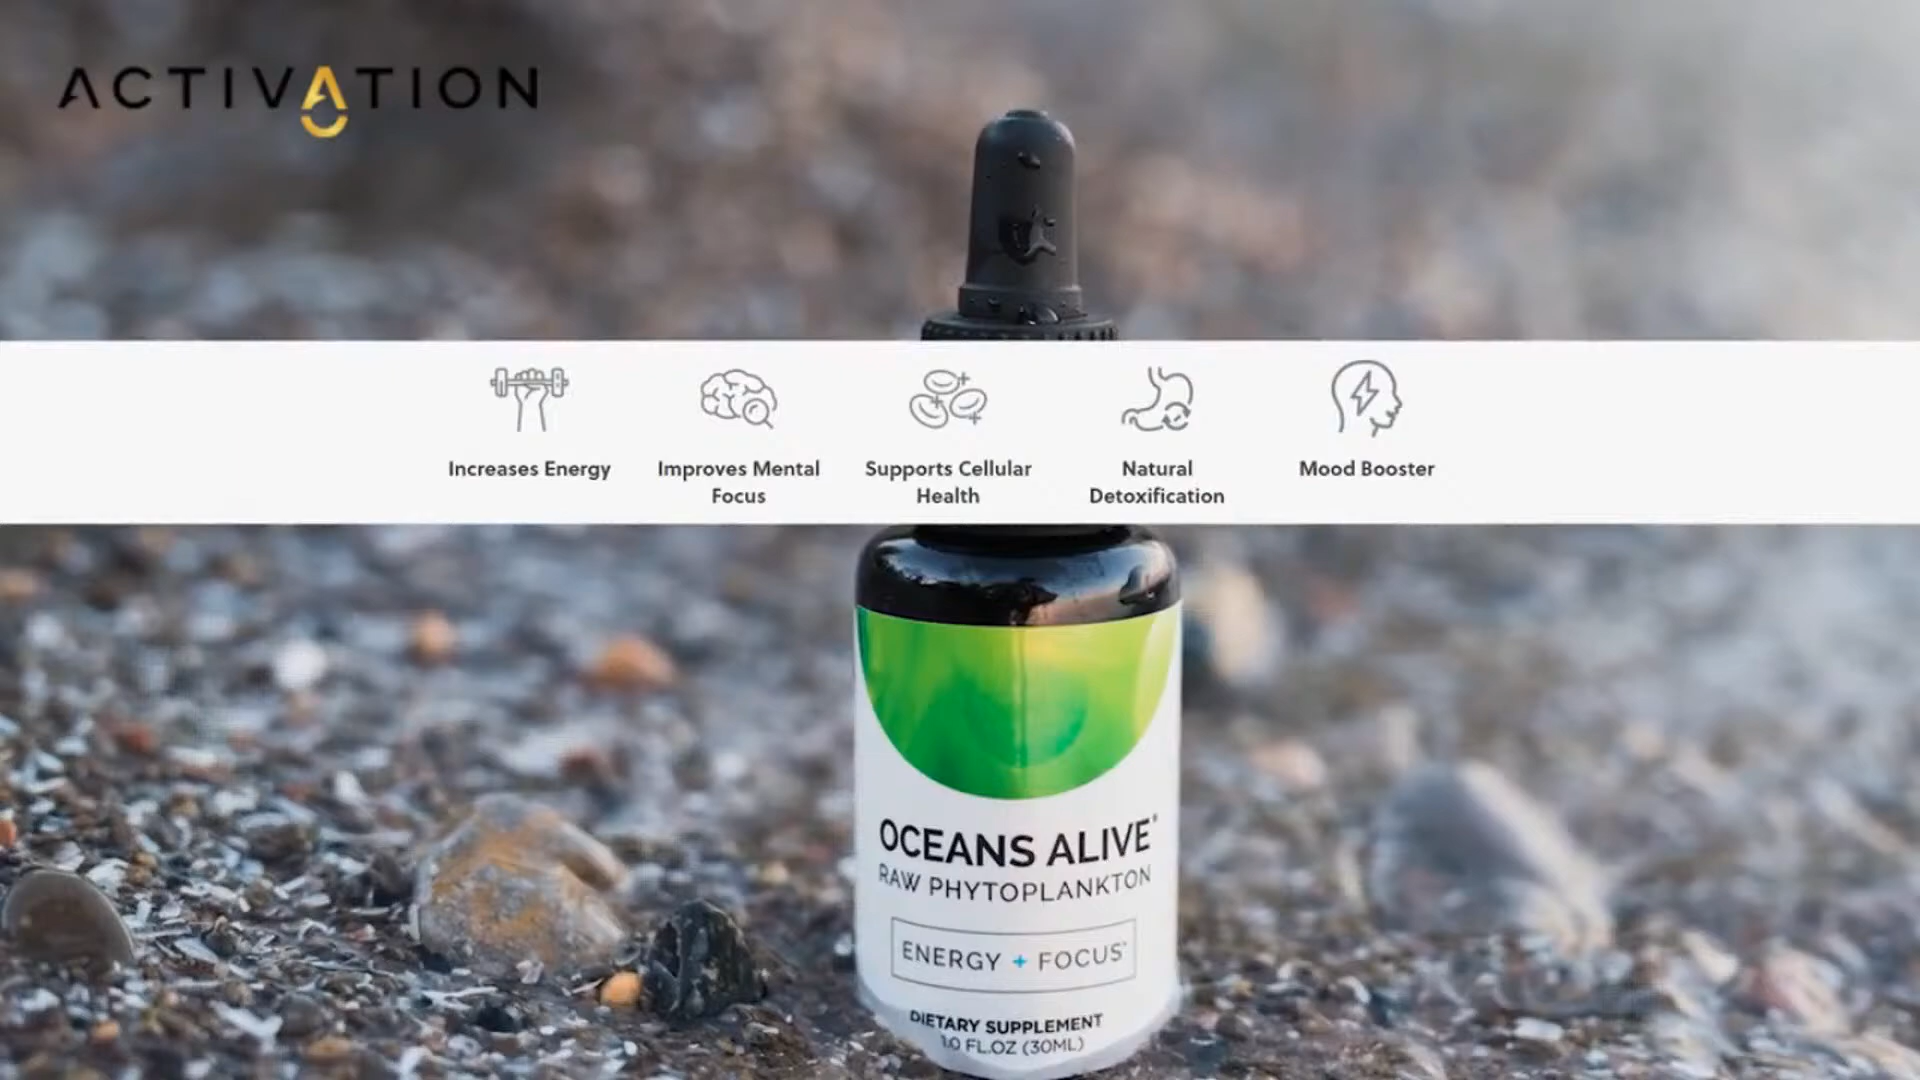 ACTIVATION
Increases Energy
Improves Mental
Focus
Supports Cellular
Health
Natural
Detoxification
Mood Booster
OCEANS ALIVE®
RAW PHYTOPLANKTON
ENERGY + FOCUS*
DIETARY SUPPLEMENT
1.0 FL.OZ (30ML)